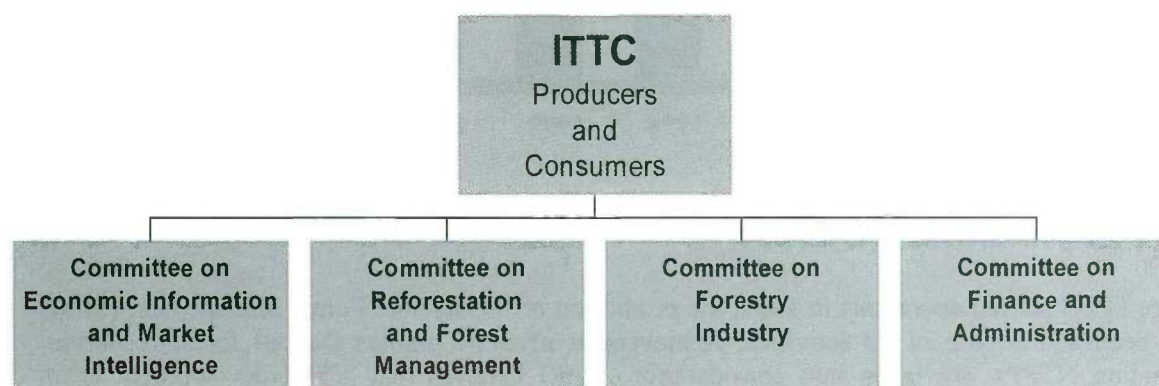 ITTC
Producers
and
Consumers
Committee on
Economic Information
and Market
Intelligence
Committee on
Reforestation
and Forest
Management
Committee on
Forestry
Industry
Committee on
Finance and
Administration